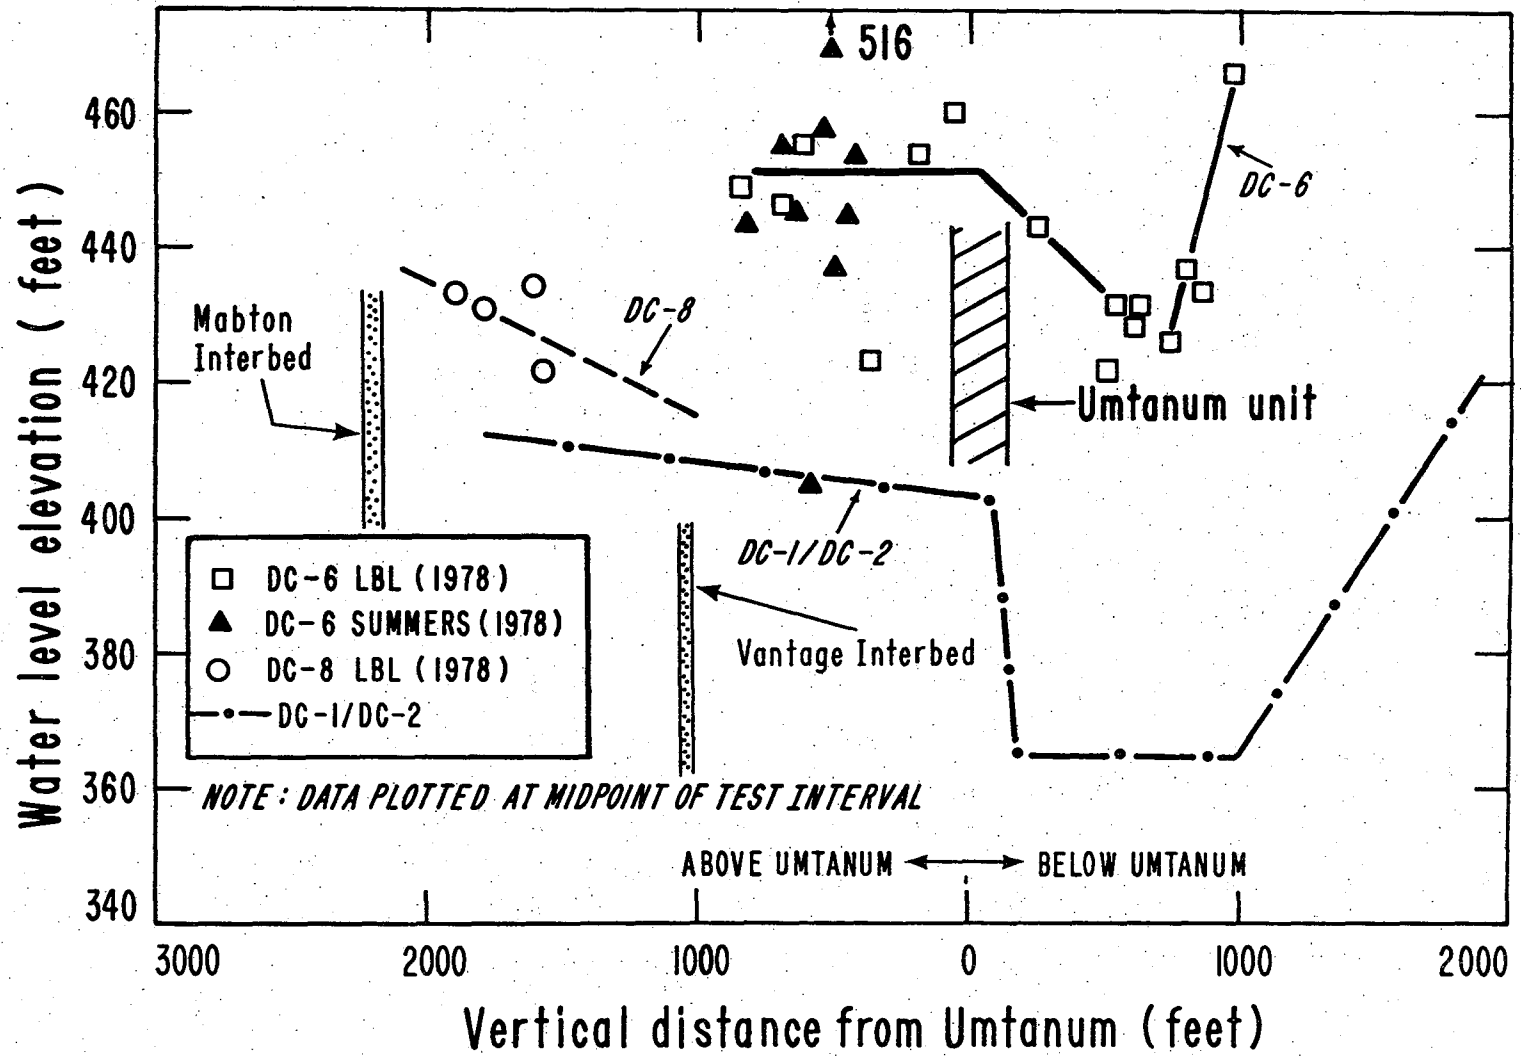 516
460
440
420
400
380
360
340
Water level elevation ( feet )
DC-6
DC-8
Mabton
Interbed
Umtanum unit
DC-1/DC-2
Vantage Interbed
DC-6 LBL (1978)
DC-6 SUMMERS (1978)
DC-8 LBL (1978)
DC-1/DC-2
NOTE : DATA PLOTTED AT MIDPOINT OF TEST INTERVAL
ABOVE UMTANUM BELOW UMTANUM
3000 2000 1000 0 1000 2000
Vertical distance from Umtanum (feet)